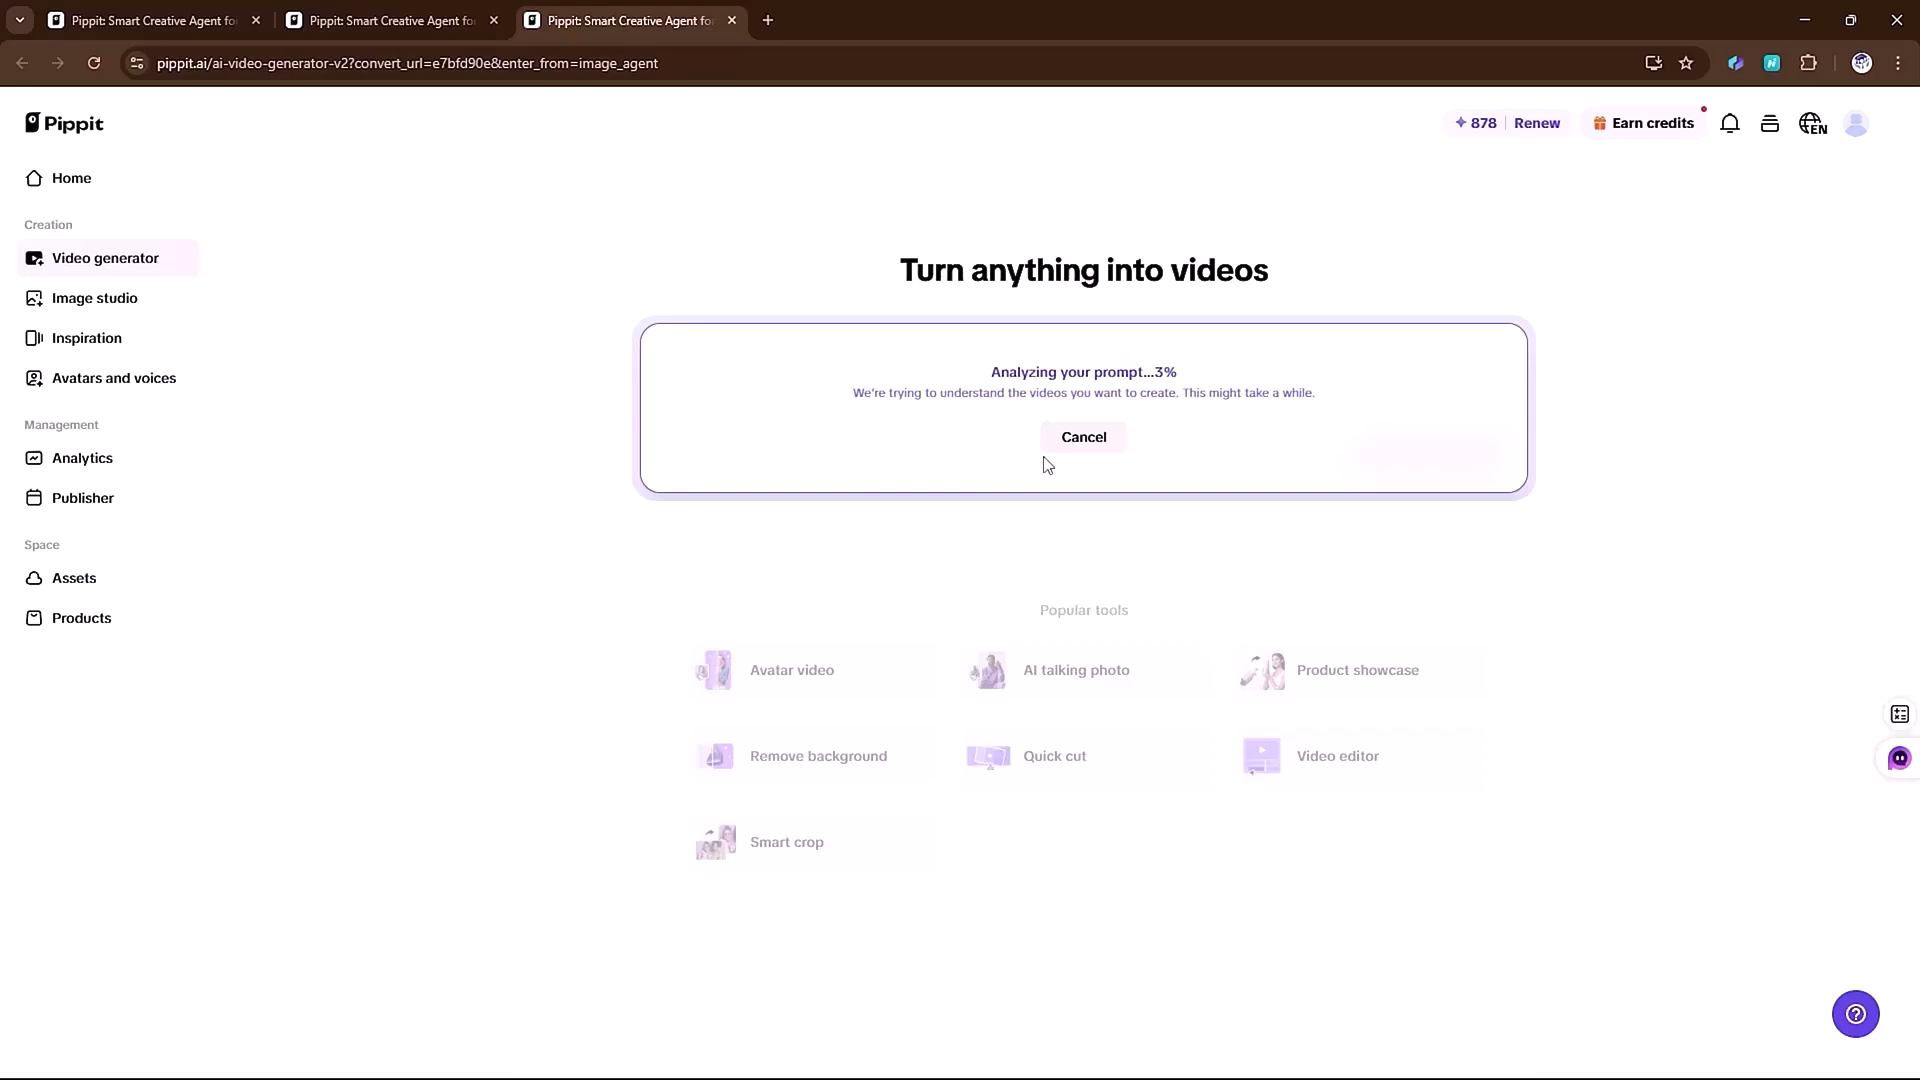 Pippit: Smart Creative Agent fo
Pippit: Smart Creative Agent fo
Pippit: Smart Creative Agent for
pippit.ai/ai-video-generator-v2?convert_url=e7bfd90e&enter_from=image_agent
Pippit
878
Renew
Earn credits
EN
Home
Creation
Video generator
Image studio
Inspiration
Avatars and voices
Management
Analytics
Publisher
Space
Assets
Products
Turn anything into videos
Analyzing your prompt...3%
We're trying to understand the videos you want to create. This might take a while.
Cancel
Popular tools
Avatar video
AI talking photo
Product showcase
Remove background
Quick cut
Video editor
Smart crop